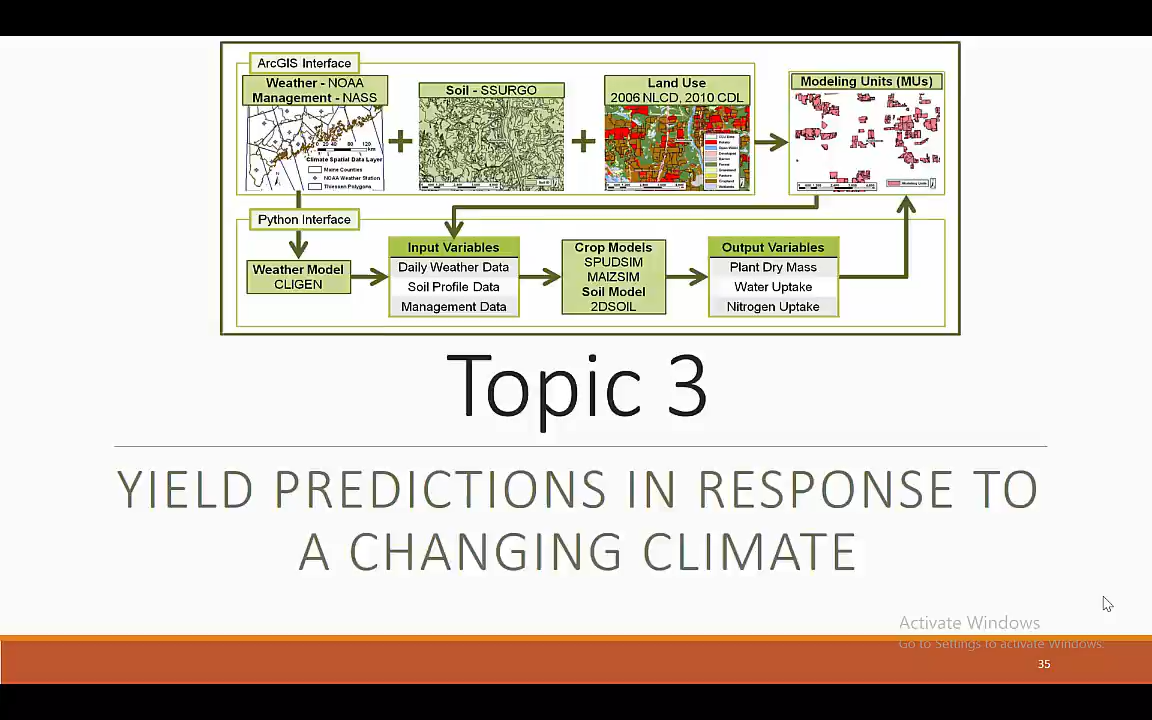 ArcGIS Interface
Weather - NOAA
Management - NASS
Climate Spatial Data Layer
Maine Counties
NOAA Weather Station
Thiessen Polygons
Soil - SSURGO
Land Use
2006 NLCD, 2010 CDL
Modeling Units (MUs)
Python Interface
Weather Model
CLIGEN
Input Variables
Daily Weather Data
Soil Profile Data
Management Data
Crop Models
SPUDSIM
MAIZSIM
Soil Model
2DSOIL
Output Variables
Plant Dry Mass
Water Uptake
Nitrogen Uptake
Topic 3
YIELD PREDICTIONS IN RESPONSE TO
A CHANGING CLIMATE
Activate Windows
Go to Settings to activate Windows.
35